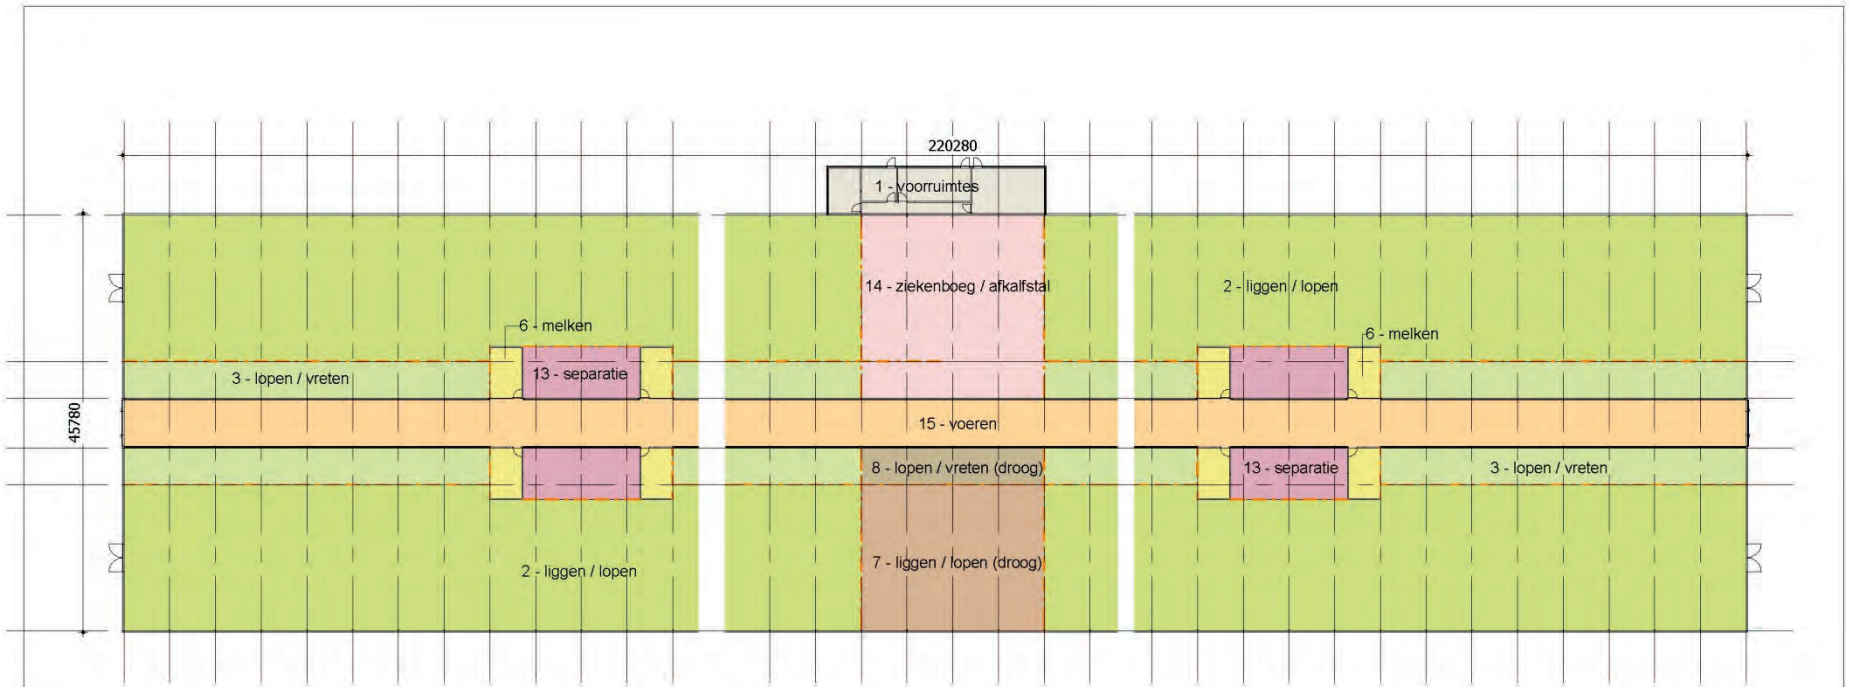 220280
1 - voorruimtes
14 - ziekenboeg / afkalfstal
2 - liggen / lopen
6 - melken
6 - melken
13 - separatie
3 - lopen / vreten
45780
15 - voeren
8 - lopen / vreten (droog)
13 - separatie
3 - lopen / vreten
7 - liggen / lopen (droog)
2 - liggen / lopen